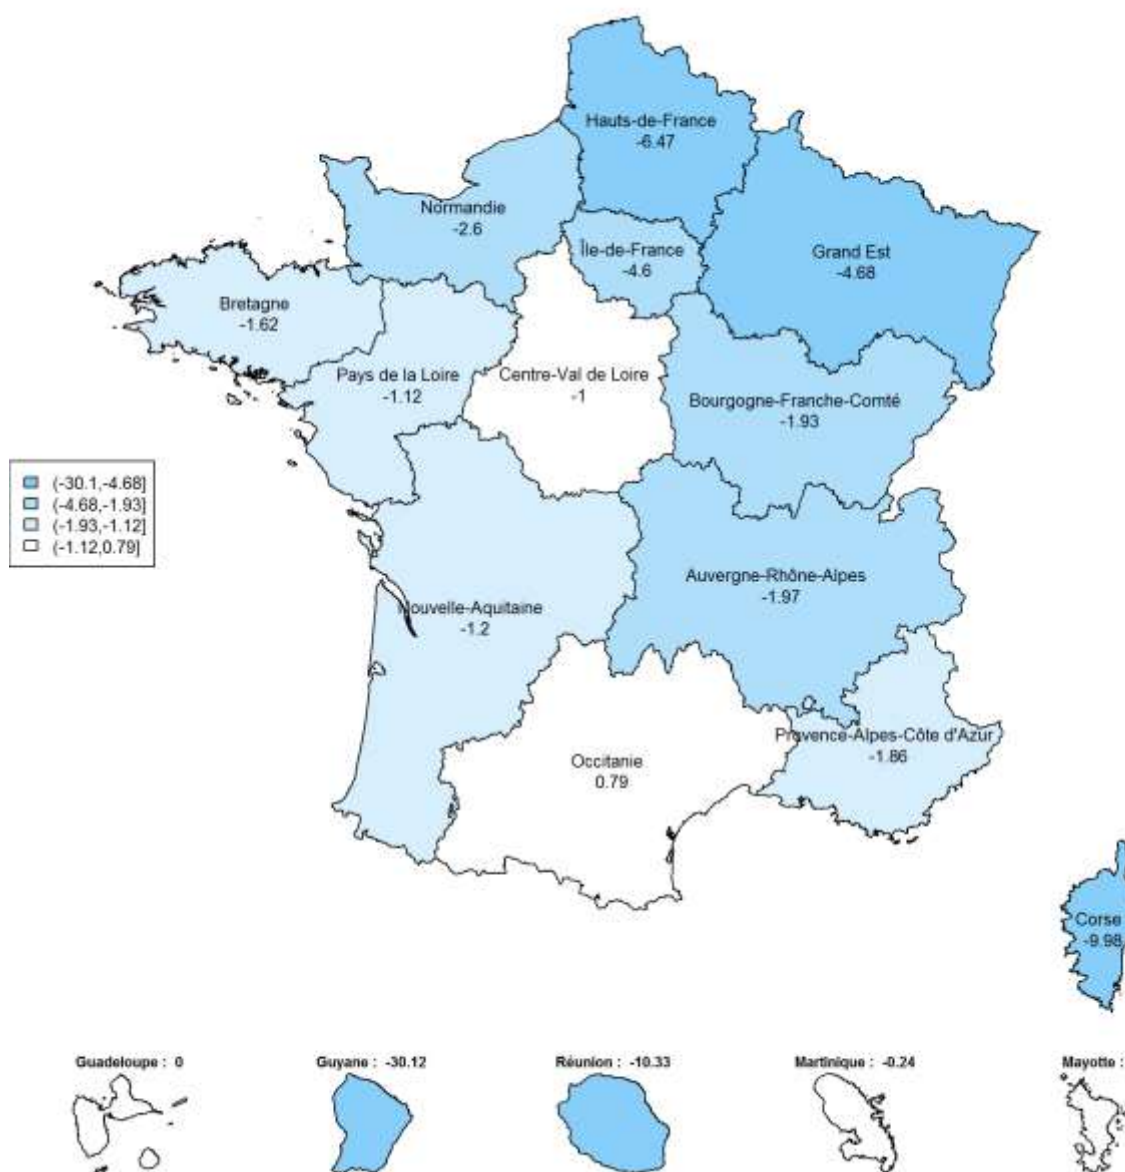 Hauts-de-France
-6.47
Normandie
-2.6
Île-de-France
-4.6
Grand Est
-4.68
Bretagne
-1.62
Pays de la Loire
-1.12
Centre-Val de Loire
-1
Bourgogne-Franche-Comté
-1.93
(-30.1,-4.68]
(-4.68,-1.93]
(-1.93,-1.12]
(-1.12,0.79]
Auvergne-Rhône-Alpes
-1.97
Nouvelle-Aquitaine
-1.2
Provence-Alpes-Côte d'Azur
-1.86
Occitanie
0.79
Corse
-9.98
Guadeloupe : 0
Guyane : -30.12
Réunion : -10.33
Martinique : -0.24
Mayotte :